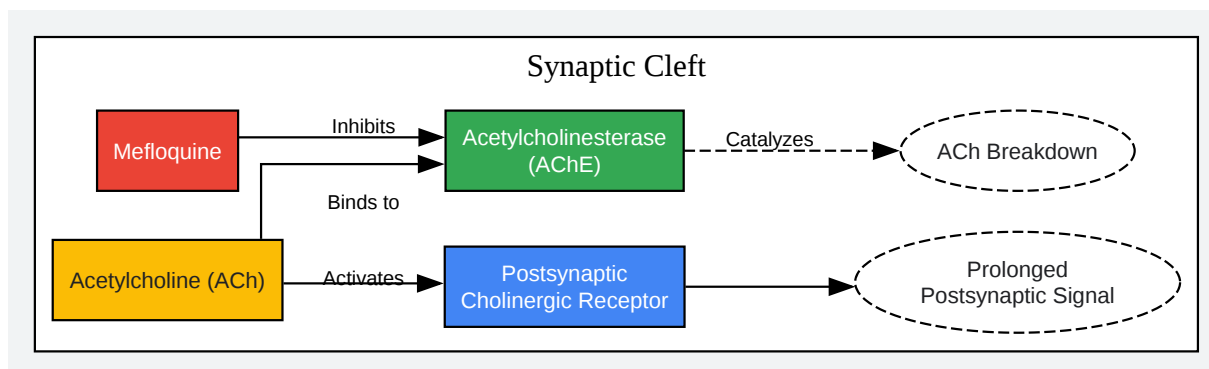 Synaptic Cleft
Mefloquine
Inhibits
Acetylcholinesterase
(AChE)
Catalyzes
ACh Breakdown
Binds to
Acetylcholine (ACh)
Activates
Postsynaptic
Cholinergic Receptor
Prolonged
Postsynaptic Signal